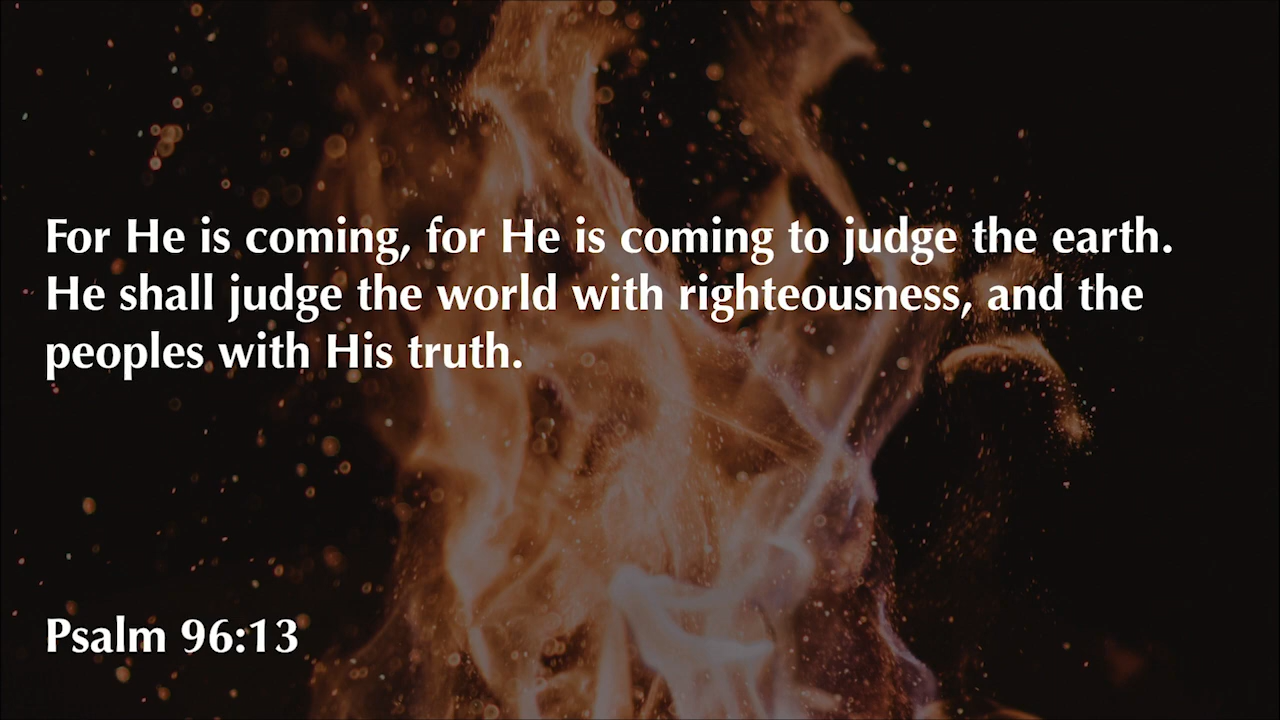 For He is coming, for He is coming to judge the earth.
He shall judge the world with righteousness, and the
peoples with His truth.
Psalm 96:13